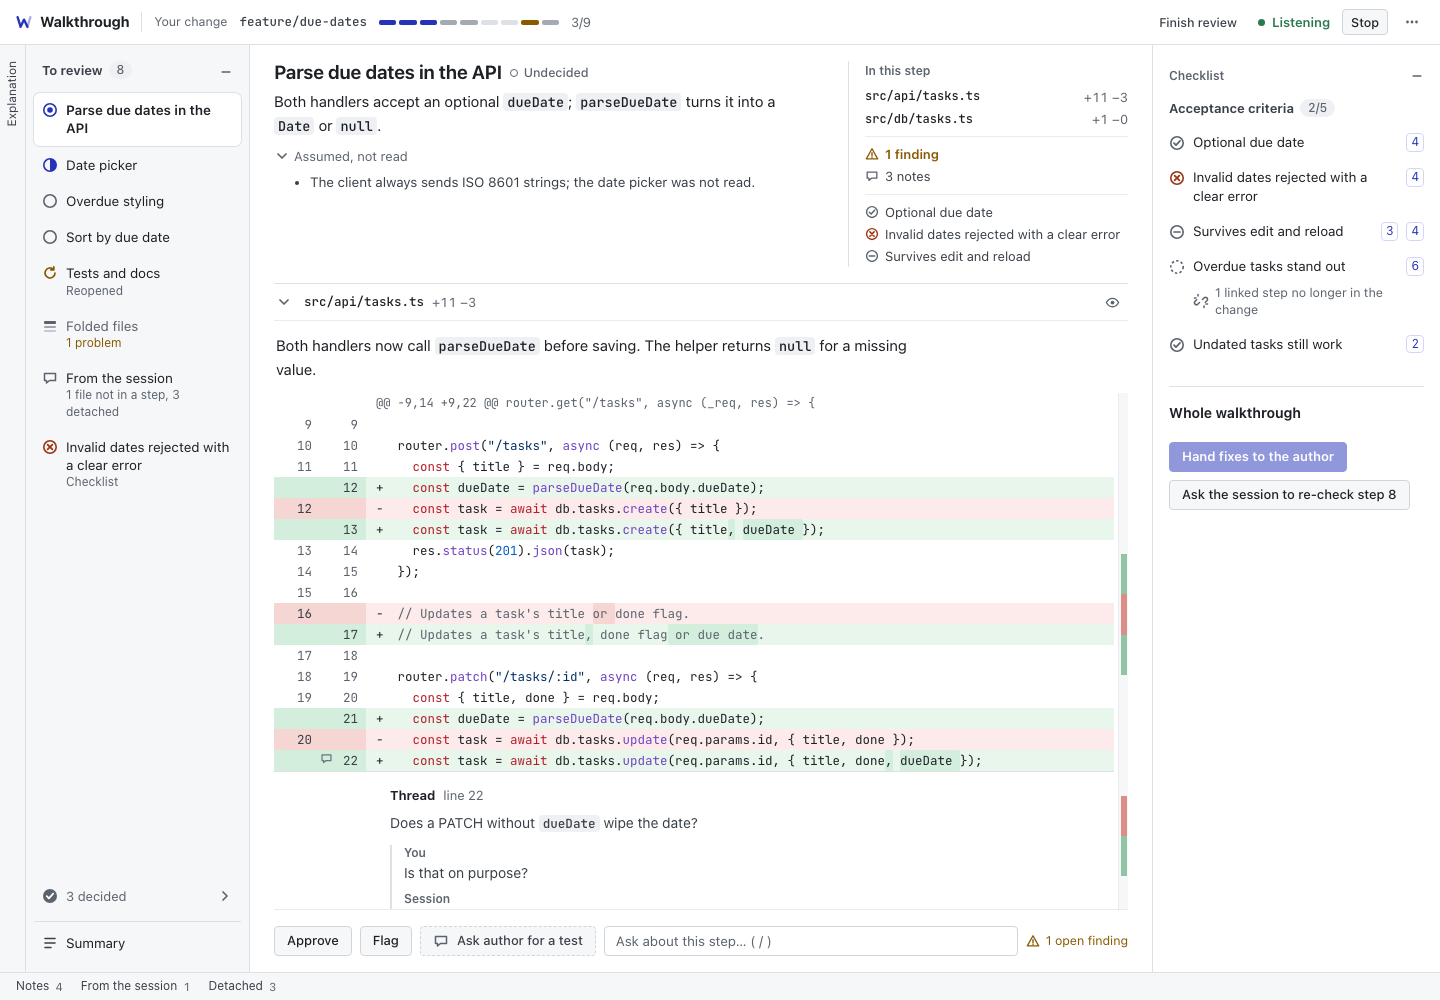 Walkthrough
Your change feature/due-dates 3/9
Finish review
Listening
Stop
Explanation
To review 8
Parse due dates in the
API
Date picker
Overdue styling
Sort by due date
Tests and docs
Reopened
Folded files
1 problem
From the session
1 file not in a step, 3
detached
Invalid dates rejected with
a clear error
Checklist
3 decided
Summary
Parse due dates in the API Undecided
Both handlers accept an optional dueDate; parseDueDate turns it into a
Date or null.
Assumed, not read
• The client always sends ISO 8601 strings; the date picker was not read.
In this step
src/api/tasks.ts +11 −3
src/db/tasks.ts +1 −0
1 finding
3 notes
Optional due date
Invalid dates rejected with a clear error
Survives edit and reload
src/api/tasks.ts +11 −3
Both handlers now call parseDueDate before saving. The helper returns null for a missing
value.
@@ -9,14 +9,22 @@ router.get("/tasks", async (_req, res) => {
9 9
10 10 router.post("/tasks", async (req, res) => {
11 11 const { title } = req.body;
12 + const dueDate = parseDueDate(req.body.dueDate);
12 - const task = await db.tasks.create({ title });
13 + const task = await db.tasks.create({ title, dueDate });
13 14 res.status(201).json(task);
14 15 });
15 16
16 - // Updates a task's title or done flag.
17 + // Updates a task's title, done flag or due date.
17 18
18 19 router.patch("/tasks/:id", async (req, res) => {
19 20 const { title, done } = req.body;
21 + const dueDate = parseDueDate(req.body.dueDate);
20 - const task = await db.tasks.update(req.params.id, { title, done });
22 + const task = await db.tasks.update(req.params.id, { title, done, dueDate });
Thread line 22
Does a PATCH without dueDate wipe the date?
You
Is that on purpose?
Session
Approve
Flag
Ask author for a test
Ask about this step... ( / )
1 open finding
Checklist
Acceptance criteria 2/5
Optional due date 4
Invalid dates rejected with a 4
clear error
Survives edit and reload 3 4
Overdue tasks stand out 6
1 linked step no longer in the
change
Undated tasks still work 2
Whole walkthrough
Hand fixes to the author
Ask the session to re-check step 8
Notes 4 From the session 1 Detached 3